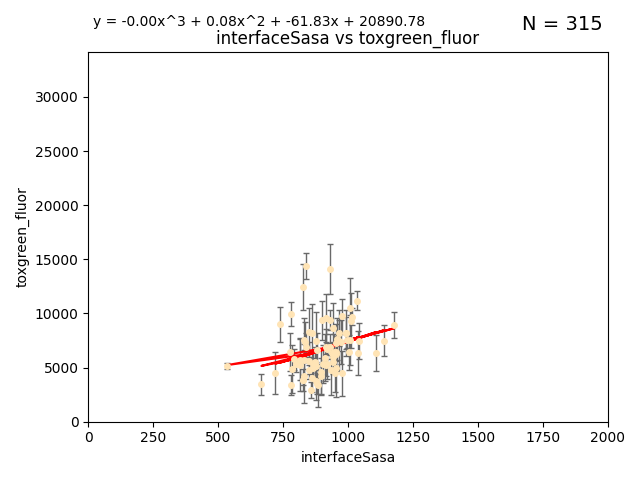 y = -0.00x^3 + 0.08x^2 + -61.83x + 20890.78
N = 315
interfaceSasa vs toxgreen_fluor
30000
25000
20000
15000
10000
5000
0
toxgreen_fluor
0 250 500 750 1000 1250 1500 1750 2000
interfaceSasa